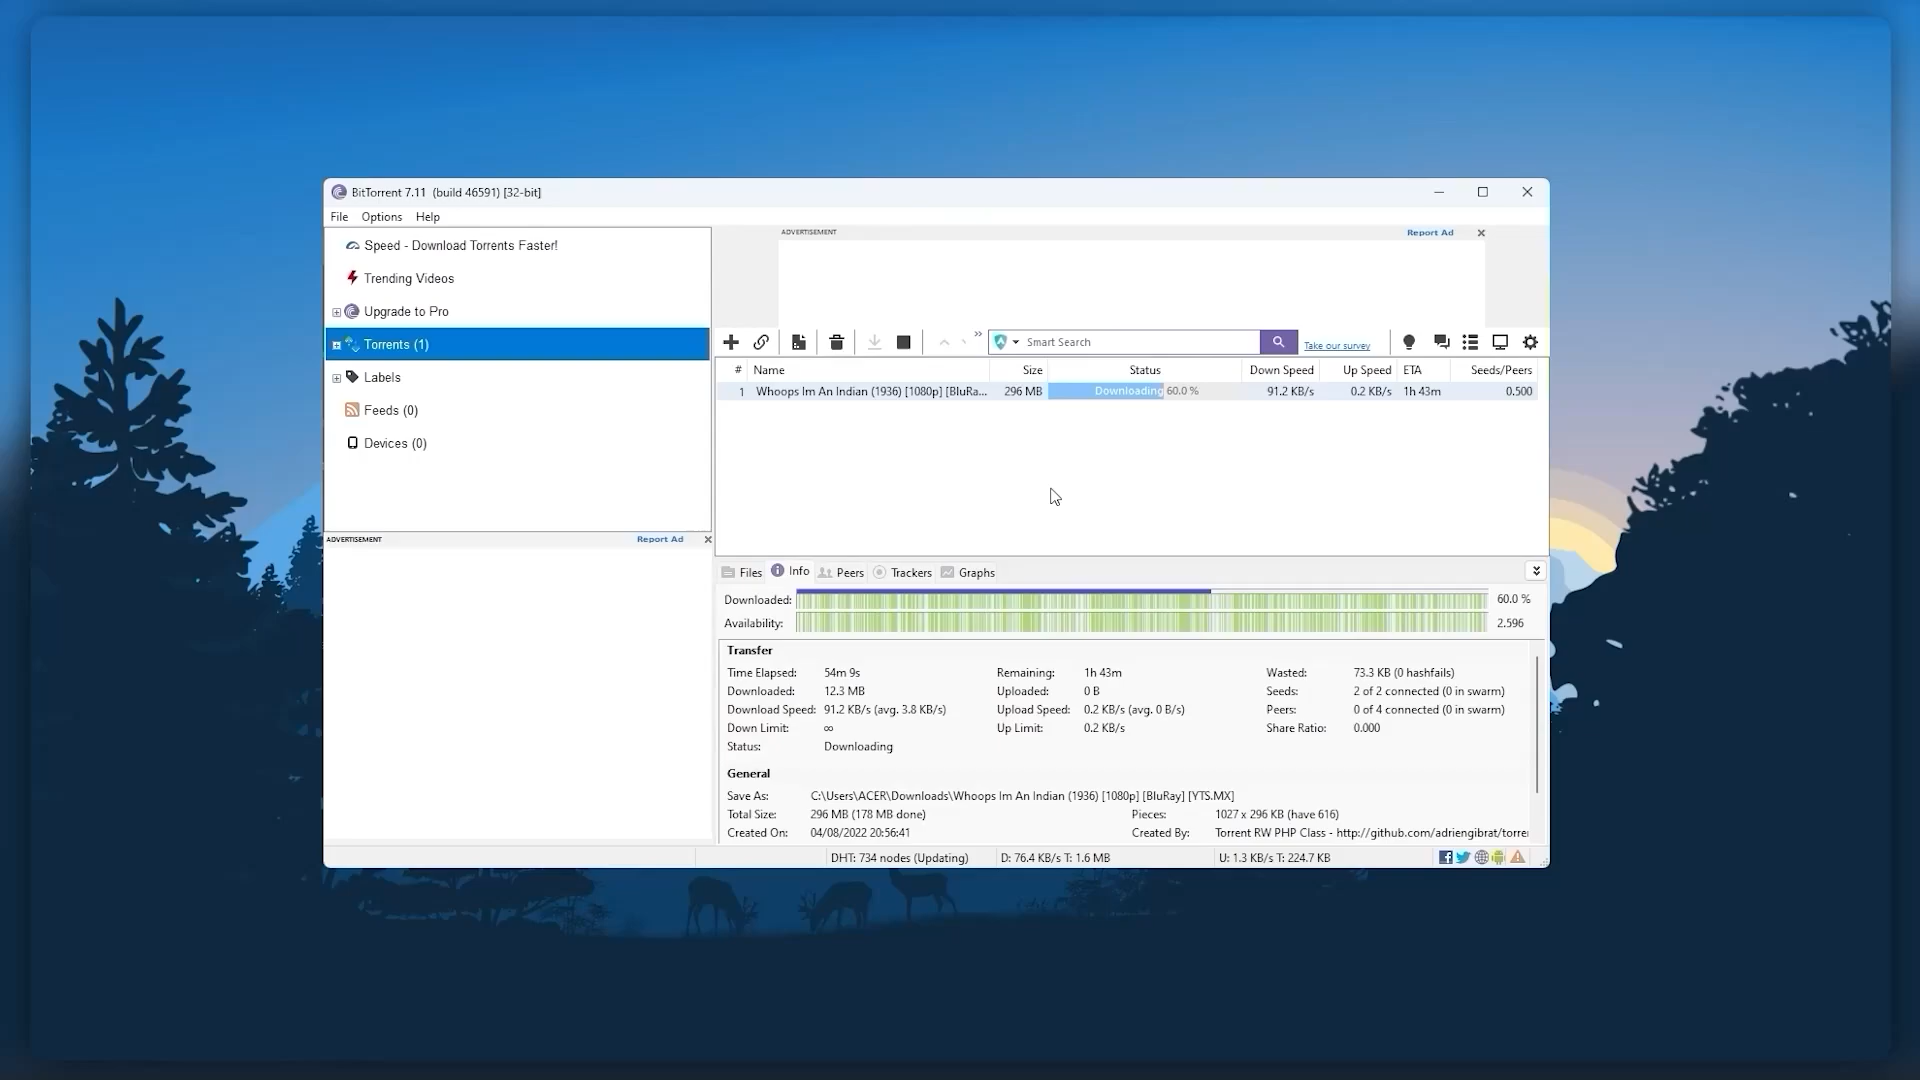 BitTorrent 7.11 (build 46591) [32-bit]
File Options Help
Speed - Download Torrents Faster!
Trending Videos
Upgrade to Pro
Torrents (1)
Labels
Feeds (0)
Devices (0)
ADVERTISEMENT Report Ad
ADVERTISEMENT Report Ad
Smart Search Take our survey
# Name Size Status Down Speed Up Speed ETA Seeds/Peers
1 Whoops Im An Indian (1936) [1080p] [BluRa... 296 MB Downloading 60.0 % 91.2 KB/s 0.2 KB/s 1h 43m 0.500
Files Info Peers Trackers Graphs
Downloaded: 60.0 %
Availability: 2.596
Transfer
Time Elapsed: 54m 9s Remaining: 1h 43m Wasted: 73.3 KB (0 hashfails)
Downloaded: 12.3 MB Uploaded: 0 B Seeds: 2 of 2 connected (0 in swarm)
Download Speed: 91.2 KB/s (avg. 3.8 KB/s) Upload Speed: 0.2 KB/s (avg. 0 B/s) Peers: 0 of 4 connected (0 in swarm)
Down Limit: ∞ Up Limit: 0.2 KB/s Share Ratio: 0.000
Status: Downloading
General
Save As: C:\Users\ACER\Downloads\Whoops Im An Indian (1936) [1080p] [BluRay] [YTS.MX]
Total Size: 296 MB (178 MB done) Pieces: 1027 x 296 KB (have 616)
Created On: 04/08/2022 20:56:41 Created By: Torrent RW PHP Class - http://github.com/adriengibrat/torre
DHT: 734 nodes (Updating) D: 76.4 KB/s T: 1.6 MB U: 1.3 KB/s T: 224.7 KB